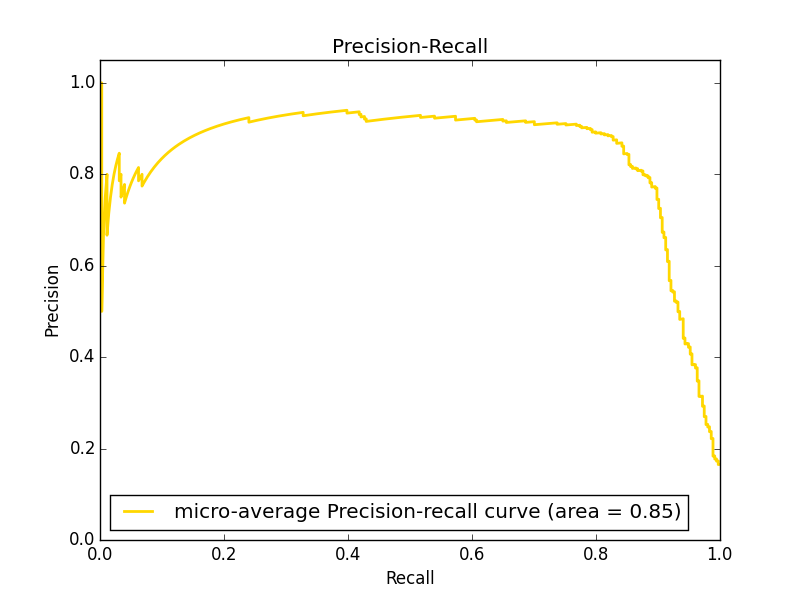 Precision-Recall
1.0
0.8
0.6
0.4
0.2
0.0
Precision
micro-average Precision-recall curve (area = 0.85)
0.0 0.2 0.4 0.6 0.8 1.0
Recall